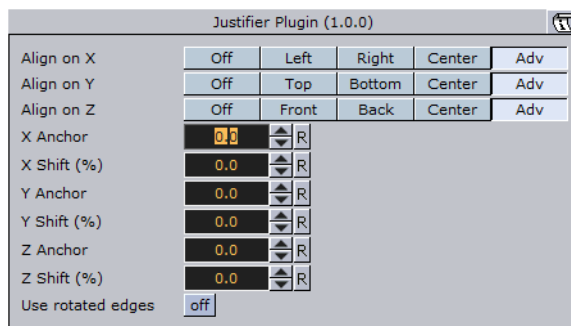 Justifier Plugin (1.0.0)
Align on X Off Left Right Center Adv
Align on Y Off Top Bottom Center Adv
Align on Z Off Front Back Center Adv
X Anchor 0.0 R
X Shift (%) 0.0 R
Y Anchor 0.0 R
Y Shift (%) 0.0 R
Z Anchor 0.0 R
Z Shift (%) 0.0 R
Use rotated edges off